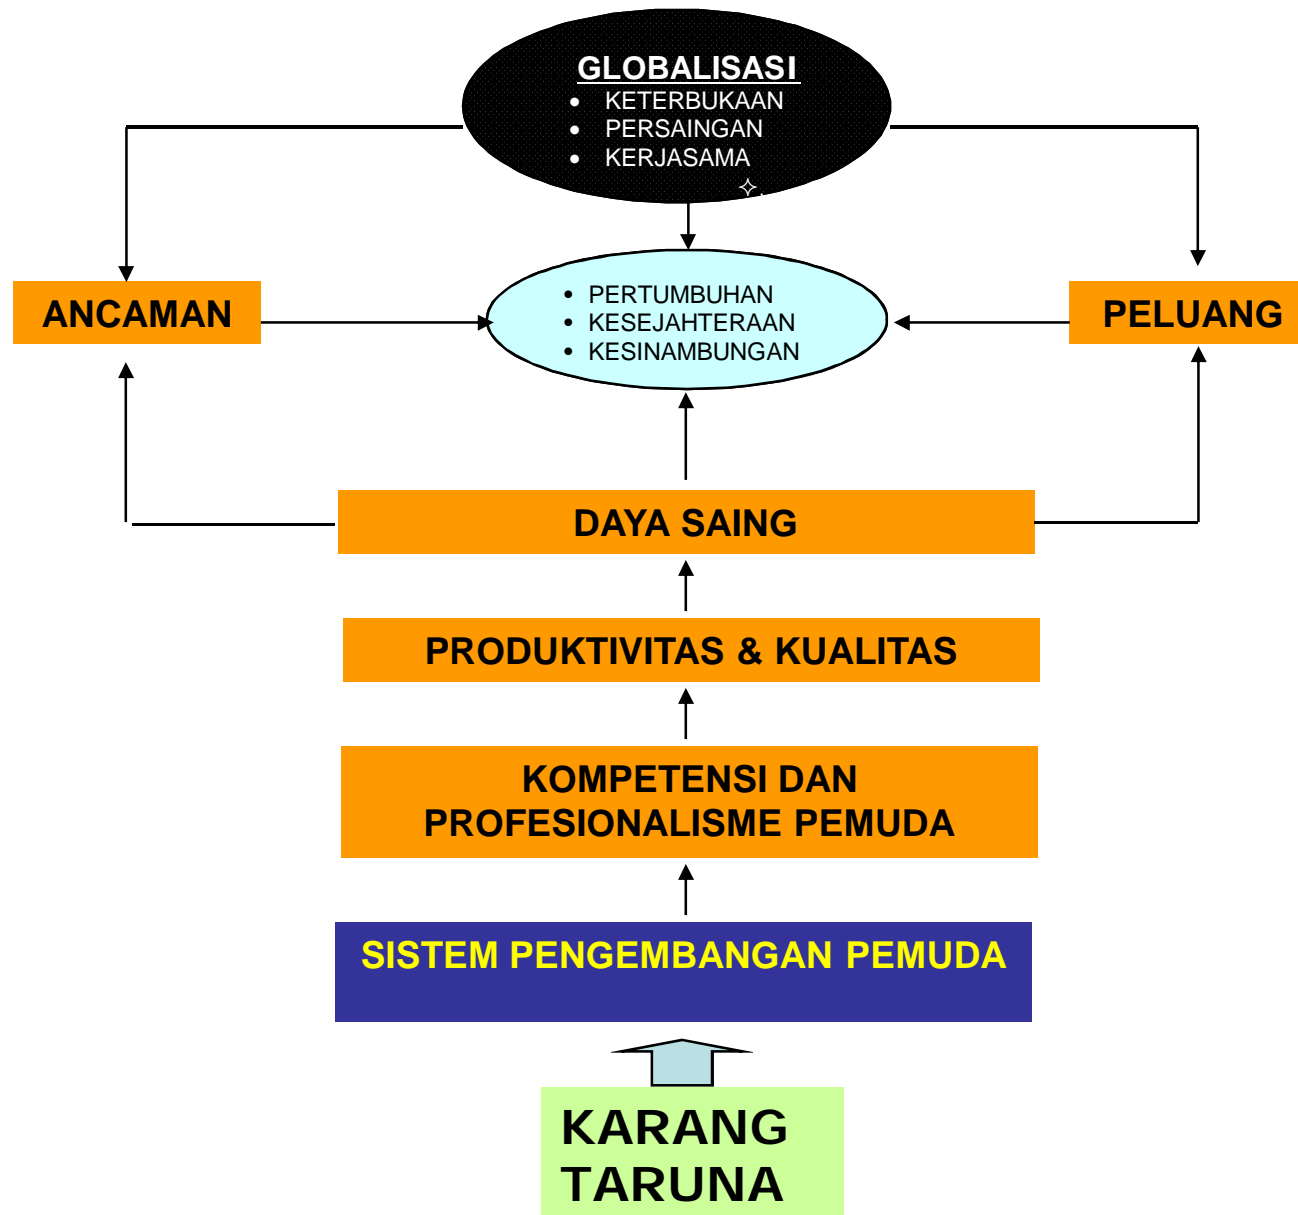 GLOBALISASI
• KETERBUKAAN
• PERSAINGAN
• KERJASAMA
ANCAMAN
• PERTUMBUHAN
• KESEJAHTERAAN
• KESINAMBUNGAN
PELUANG
DAYA SAING
PRODUKTIVITAS & KUALITAS
KOMPETENSI DAN
PROFESIONALISME PEMUDA
SISTEM PENGEMBANGAN PEMUDA
KARANG
TARUNA